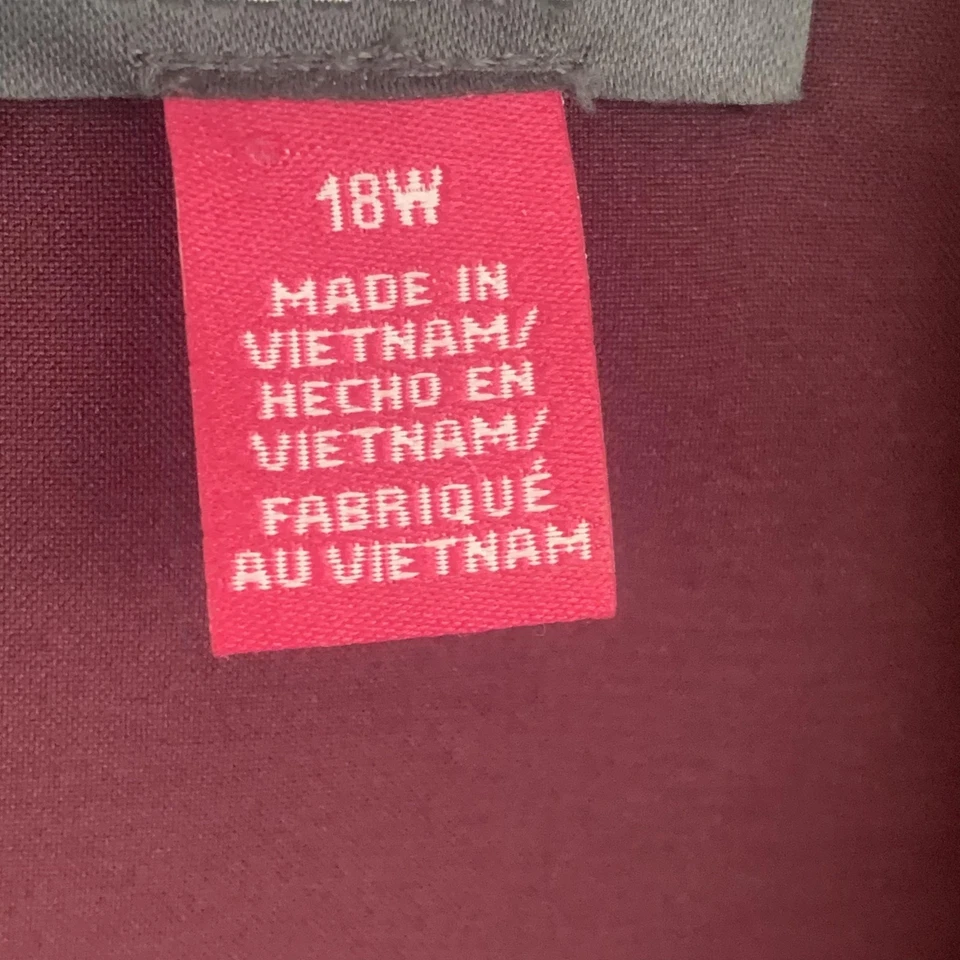 18W
MADE IN
VIETNAM/
HECHO EN
VIETNAM/
FABRIQUÉ
AU VIETNAM